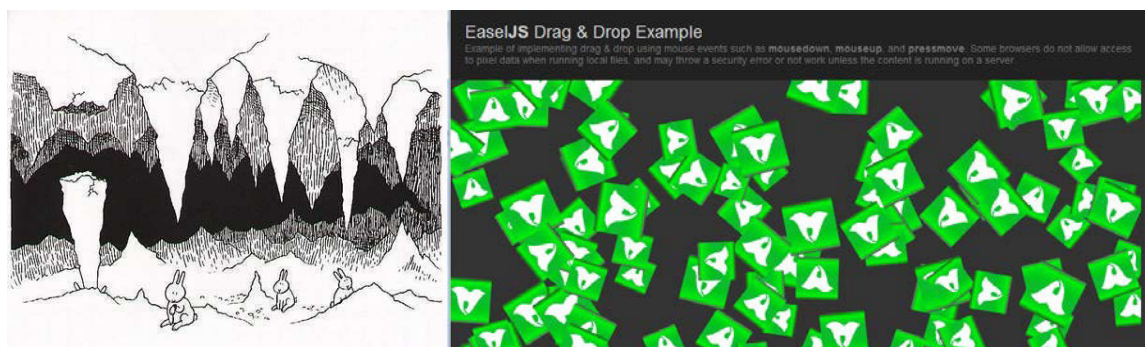 EaselJS Drag & Drop Example
Example of implementing drag & drop using mouse events such as mousedown, mouseup, and pressmove. Some browsers do not allow access
to pixel data when running local files, and may throw a security error or not work unless the content is running on a server.